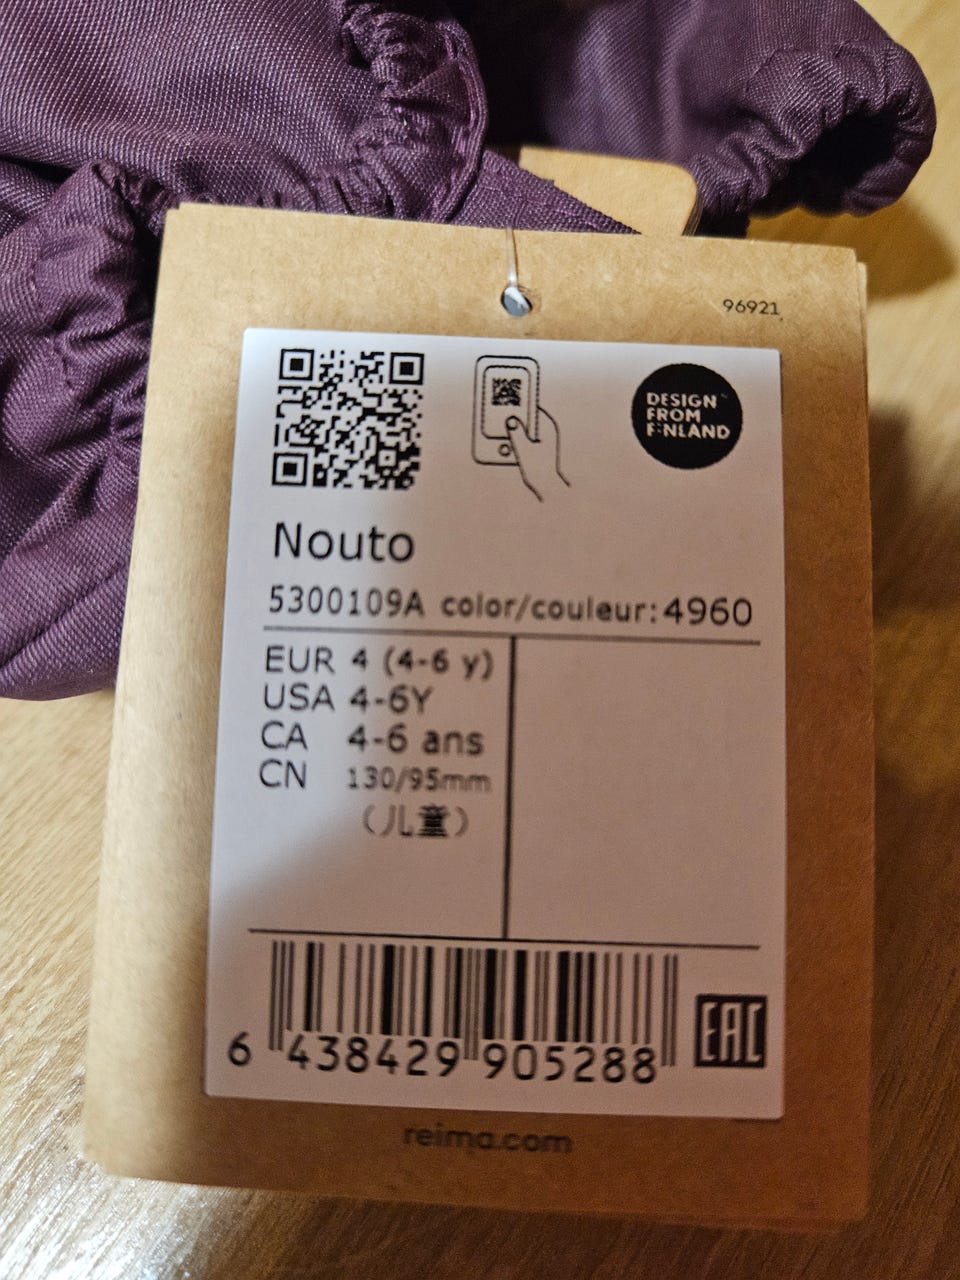 96921
DESIGN
FROM
FINLAND
Nouto
5300109A color/couleur: 4960
EUR 4 (4-6 y)
USA 4-6Y
CA 4-6 ans
CN 130/95mm
（儿童）
6 438429 905288
EAC
reima.com